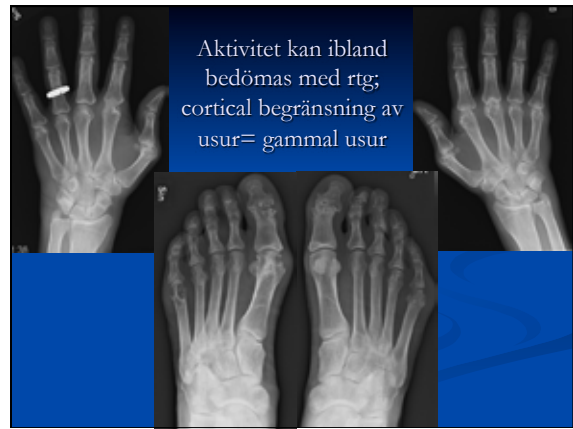 Aktivitet kan ibland
bedömas med rtg;
cortical begränsning av
usur= gammal usur